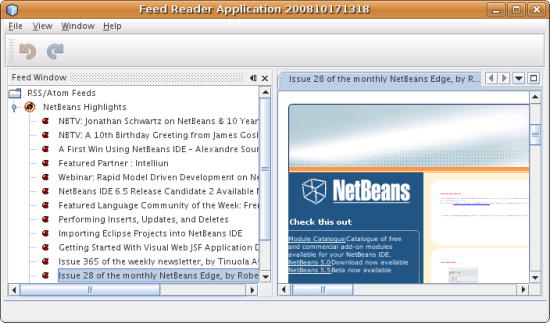 Feed Reader Application 200810171318
File View Window Help
Feed Window
RSS/Atom Feeds
NetBeans Highlights
NBTV: Jonathan Schwartz on NetBeans & 10 Year
NBTV: A 10th Birthday Greeting from James Gosl
A First Win Using NetBeans IDE – Alexandre Sour
Featured Partner : Intelliun
Webinar: Rapid Model Driven Development on Ne
NetBeans IDE 6.5 Release Candidate 2 Available N
Featured Language Community of the Week: Fren
Performing Inserts, Updates, and Deletes
Importing Eclipse Projects into NetBeans IDE
Getting Started With Visual Web JSF Application D
Issue 365 of the weekly newsletter, by Tinuola Aw
Issue 28 of the monthly NetBeans Edge, by Robe
Issue 28 of the monthly NetBeans Edge, by R...
NetBeans
Check this out
Module CatalogueCatalogue of free
and commercial add-on modules
available for your NetBeans IDE.
NetBeans 5.0Download now available
NetBeans 5.5Beta now available